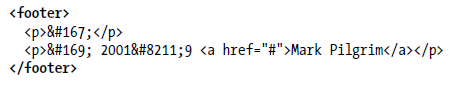 <footer>
<p>&#167;</p>
<p>&#169; 2001&#8211;9 <a href="#">Mark Pilgrim</a></p>
</footer>